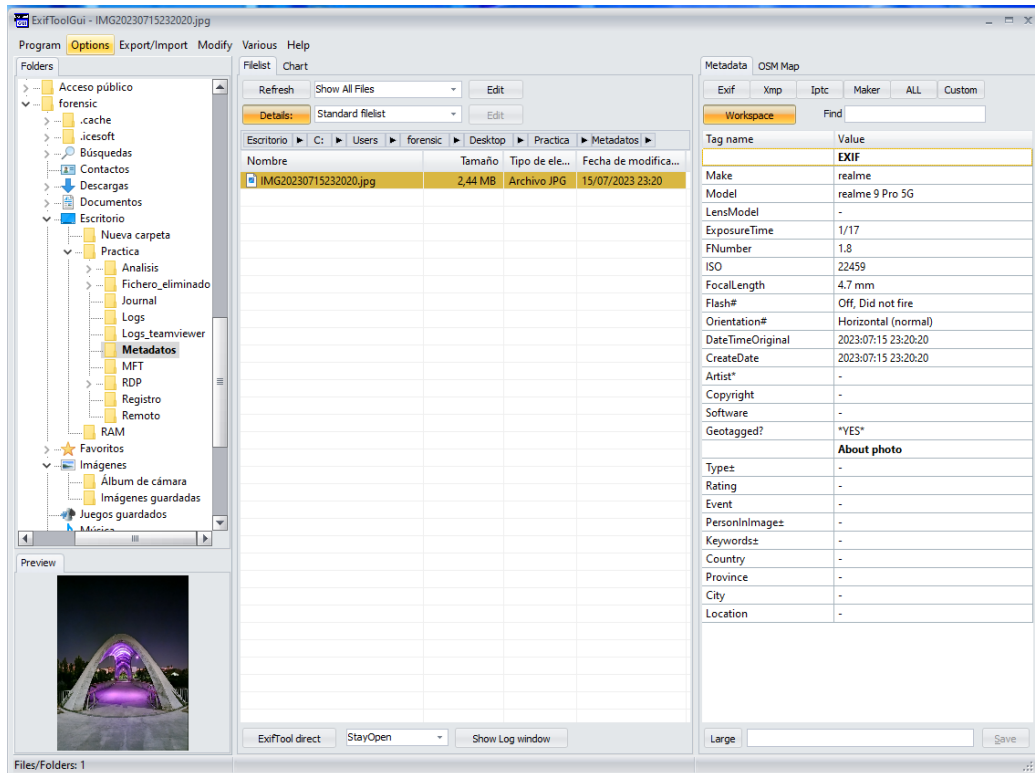 ExifToolGui - IMG20230715232020.jpg
Program Options Export/Import Modify Various Help
Folders
Acceso público
forensic
.cache
.icesoft
Búsquedas
Contactos
Descargas
Documentos
Escritorio
Nueva carpeta
Practica
Analisis
Fichero_eliminado
Journal
Logs
Logs_teamviewer
Metadatos
MFT
RDP
Registro
Remoto
RAM
Favoritos
Imágenes
Álbum de cámara
Imágenes guardadas
Juegos guardados
Música
Preview
Filelist Chart
Refresh Show All Files Edit
Details: Standard filelist Edit
Escritorio C: Users forensic Desktop Practica Metadatos
Nombre Tamaño Tipo de ele... Fecha de modifica...
IMG20230715232020.jpg 2,44 MB Archivo JPG 15/07/2023 23:20
ExifTool direct StayOpen Show Log window
Metadata OSM Map
Exif Xmp Iptc Maker ALL Custom
Workspace Find
Tag name Value
EXIF
Make realme
Model realme 9 Pro 5G
LensModel -
ExposureTime 1/17
FNumber 1.8
ISO 22459
FocalLength 4.7 mm
Flash# Off, Did not fire
Orientation# Horizontal (normal)
DateTimeOriginal 2023:07:15 23:20:20
CreateDate 2023:07:15 23:20:20
Artist* -
Copyright -
Software -
Geotagged? *YES*
About photo
Type± -
Rating -
Event -
PersonInImage± -
Keywords± -
Country -
Province -
City -
Location -
Large Save
Files/Folders: 1